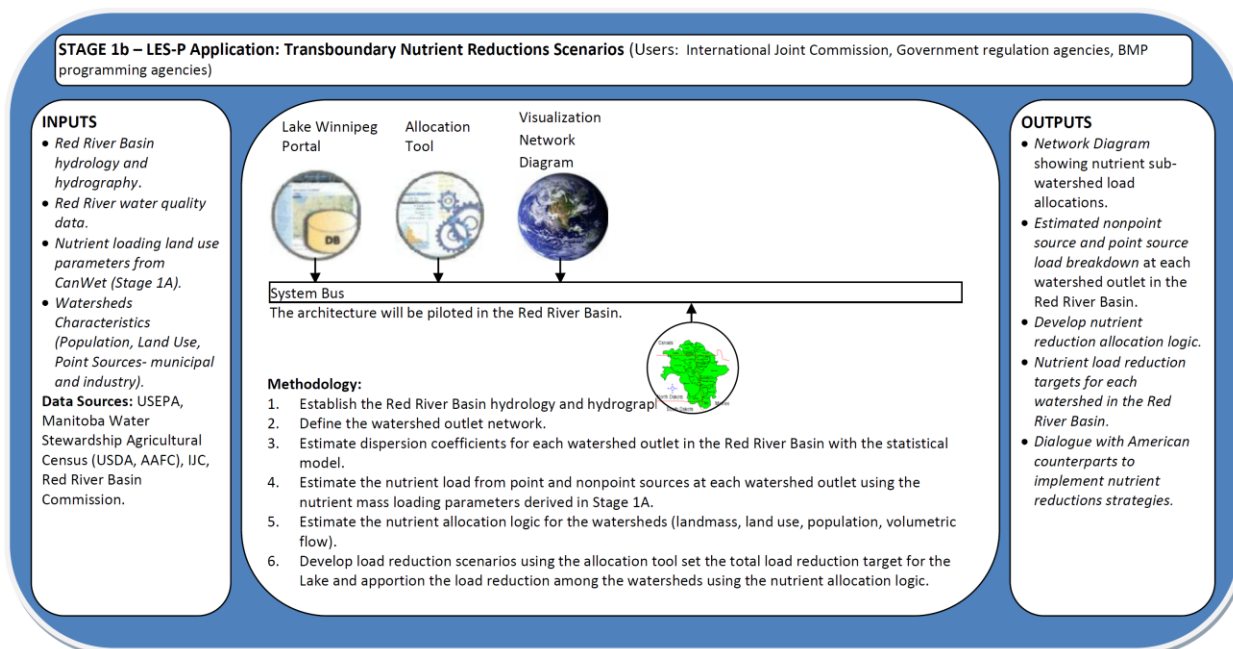 STAGE 1b – LES-P Application: Transboundary Nutrient Reductions Scenarios (Users: International Joint Commission, Government regulation agencies, BMP
programming agencies)
INPUTS
• Red River Basin
hydrology and
hydrography.
• Red River water quality
data.
• Nutrient loading land use
parameters from
CanWet (Stage 1A).
• Watersheds
Characteristics
(Population, Land Use,
Point Sources- municipal
and industry).
Data Sources: USEPA,
Manitoba Water
Stewardship Agricultural
Census (USDA, AAFC), IJC,
Red River Basin
Commission.
Lake Winnipeg
Portal
Allocation
Tool
Visualization
Network
Diagram
DB
System Bus
The architecture will be piloted in the Red River Basin.
Canada
North Dakota
South Dakota
Methodology:
1. Establish the Red River Basin hydrology and hydrograpl
2. Define the watershed outlet network.
3. Estimate dispersion coefficients for each watershed outlet in the Red River Basin with the statistical
model.
4. Estimate the nutrient load from point and nonpoint sources at each watershed outlet using the
nutrient mass loading parameters derived in Stage 1A.
5. Estimate the nutrient allocation logic for the watersheds (landmass, land use, population, volumetric
flow).
6. Develop load reduction scenarios using the allocation tool set the total load reduction target for the
Lake and apportion the load reduction among the watersheds using the nutrient allocation logic.
OUTPUTS
• Network Diagram
showing nutrient sub-
watershed load
allocations.
• Estimated nonpoint
source and point source
load breakdown at each
watershed outlet in the
Red River Basin.
• Develop nutrient
reduction allocation logic.
• Nutrient load reduction
targets for each
watershed in the Red
River Basin.
• Dialogue with American
counterparts to
implement nutrient
reductions strategies.